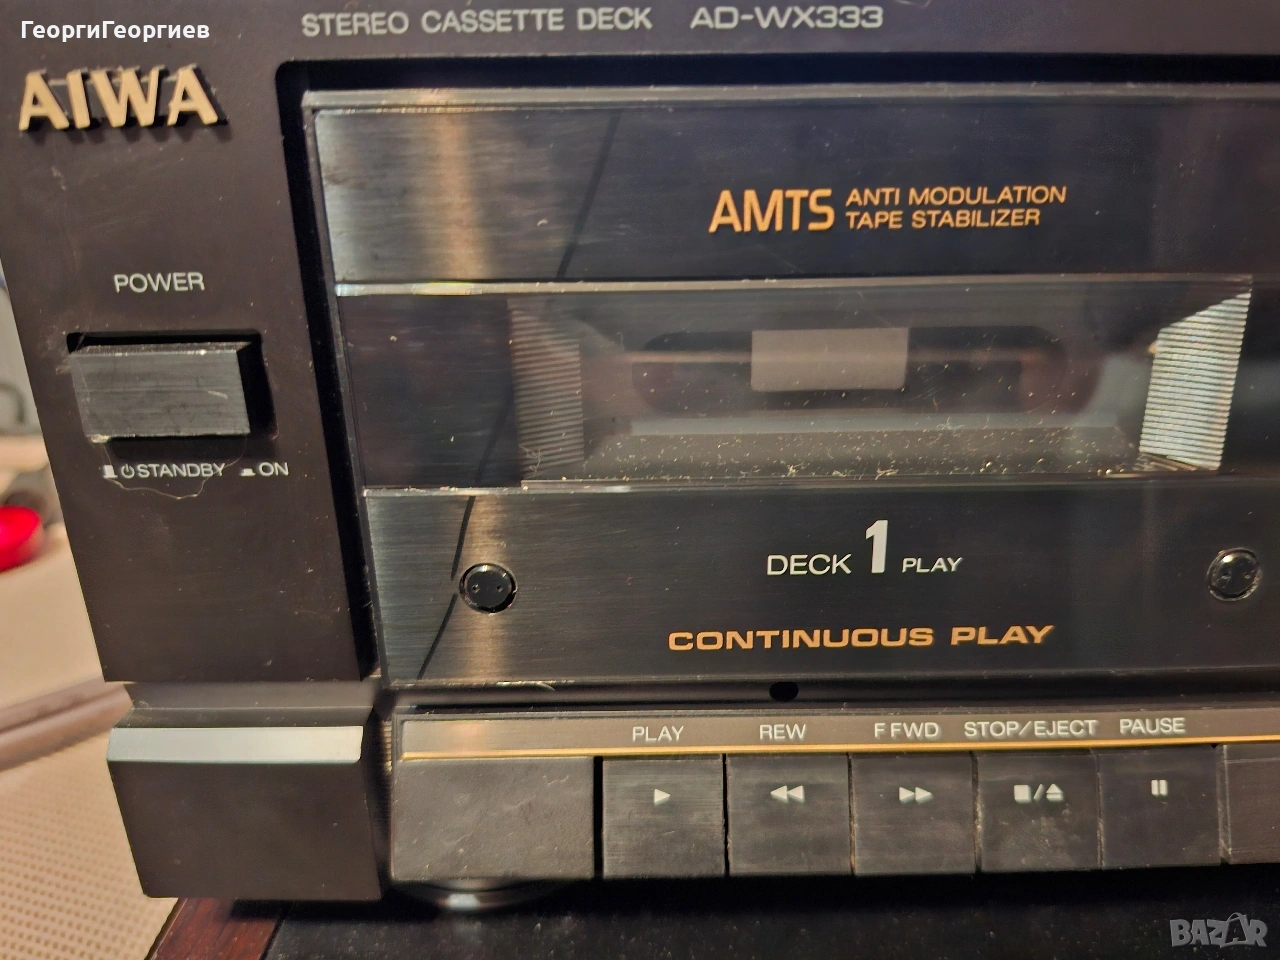 ГеоргиГеоргиев
STEREO CASSETTE DECK AD-WX333
AIWA
AMTS ANTI MODULATION
TAPE STABILIZER
POWER
STANDBY ON
DECK 1 PLAY
CONTINUOUS PLAY
PLAY REW F FWD STOP/EJECT PAUSE
BAZAR